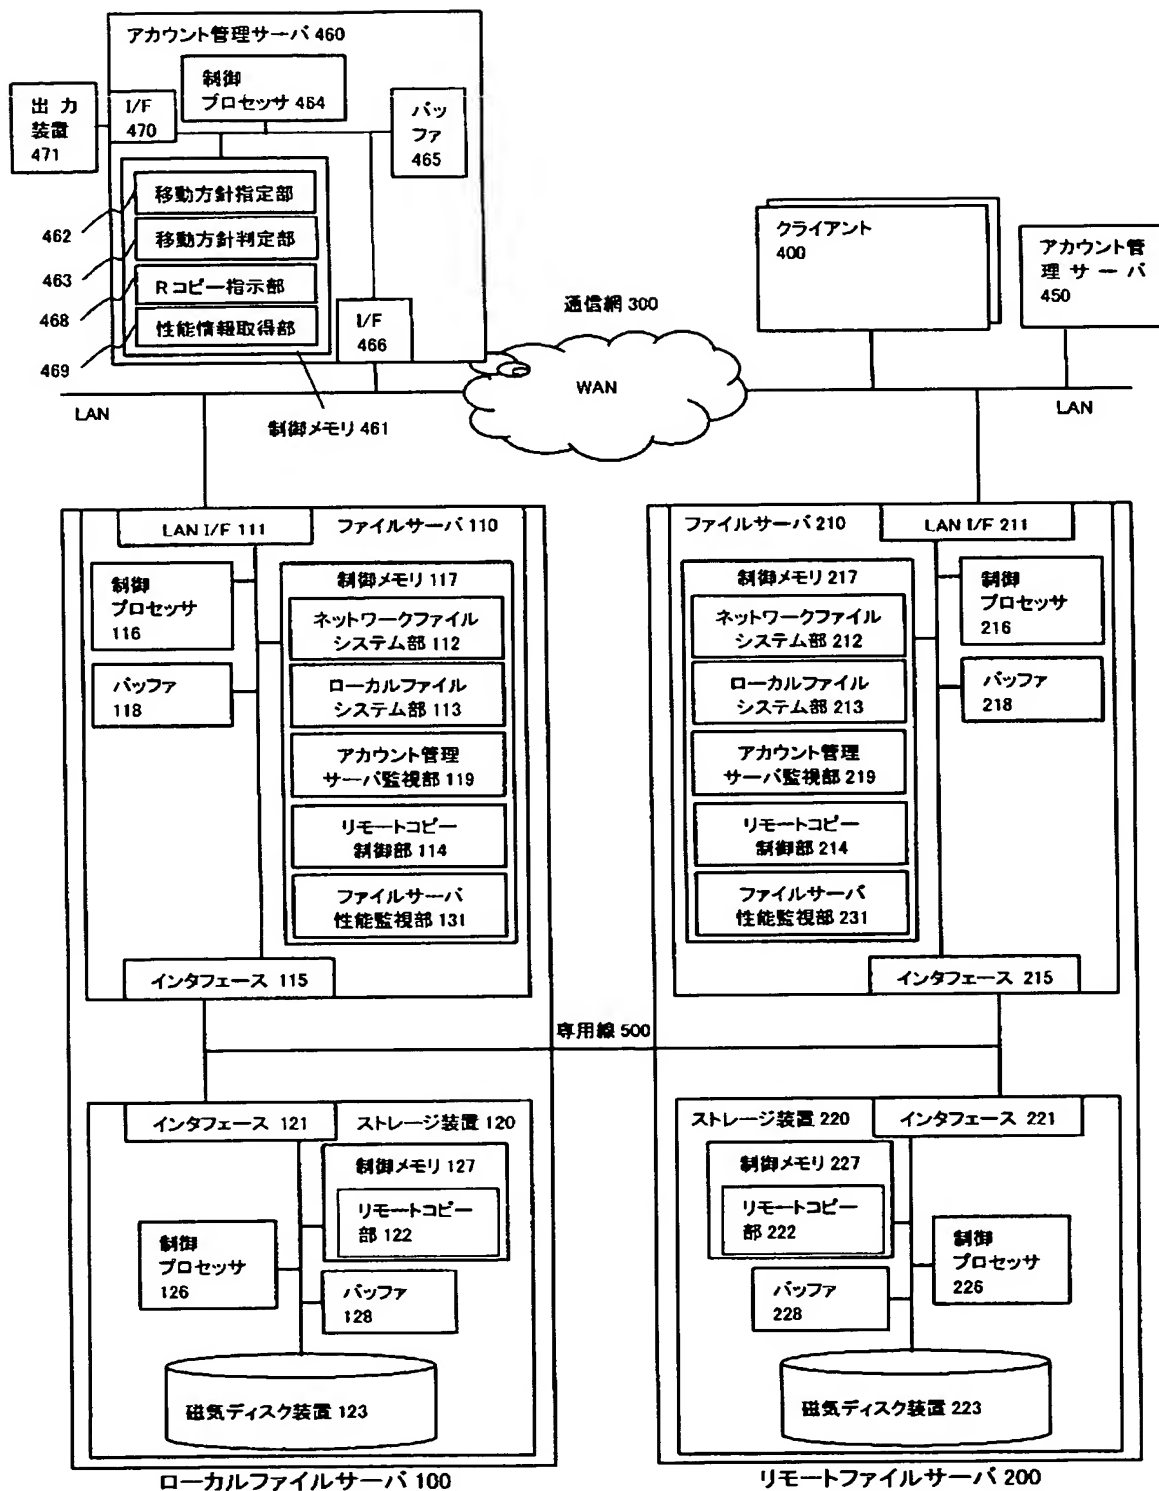 アカウント管理サーバ 460
制御
プロセッサ 464
出 力
装置
471
I/F
470
バッ
ファ
465
移動方針指定部
462
移動方針判定部
463
Rコピー指示部
468
性能情報取得部
469
I/F
466
制御メモリ 461
LAN
通信網 300
WAN
クライアント
400
アカウント管
理 サ ー バ
450
LAN
LAN I/F 111
ファイルサーバ 110
制御
プロセッサ
116
バッファ
118
制御メモリ 117
ネットワークファイル
システム部 112
ローカルファイル
システム部 113
アカウント管理
サーバ監視部 119
リモートコピー
制御部 114
ファイルサーバ
性能監視部 131
インタフェース 115
ファイルサーバ 210
LAN I/F 211
制御メモリ 217
ネットワークファイル
システム部 212
ローカルファイル
システム部 213
アカウント管理
サーバ監視部 219
リモートコピー
制御部 214
ファイルサーバ
性能監視部 231
制御
プロセッサ
216
バッファ
218
インタフェース 215
専用線 500
インタフェース 121
ストレージ装置 120
制御メモリ 127
リモートコピー
部 122
制御
プロセッサ
126
バッファ
128
磁気ディスク装置 123
ローカルファイルサーバ 100
ストレージ装置 220
インタフェース 221
制御メモリ 227
リモートコピー
部 222
制御
プロセッサ
226
バッファ
228
磁気ディスク装置 223
リモートファイルサーバ 200